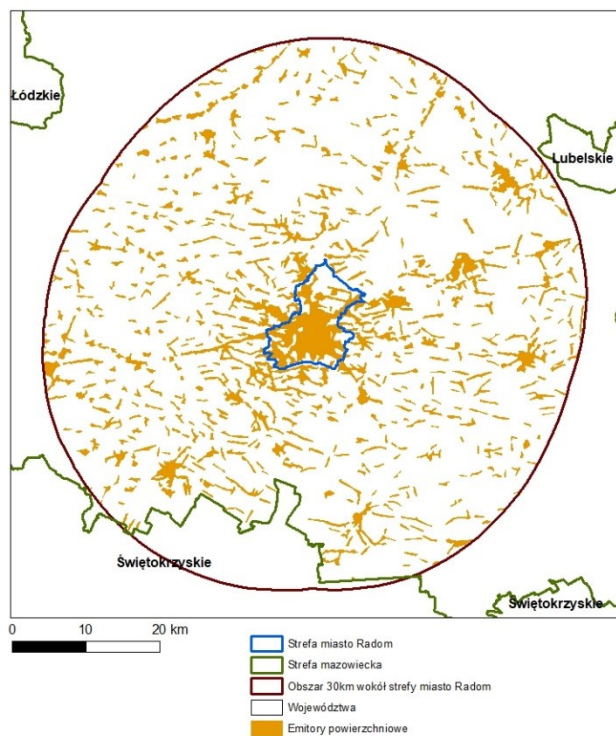 Łódzkie
Lubelskie
Świętokrzyskie
Świętokrzyskie
0 10 20 km
Strefa miasto Radom
Strefa mazowiecka
Obszar 30km wokół strefy miasto Radom
Województwa
Emitory powierzchniowe